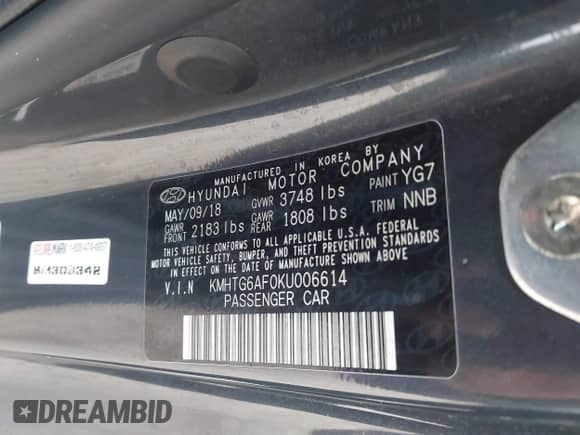 MANUFACTURED IN KOREA BY
HYUNDAI MOTOR COMPANY
MAY/09/18 GVWR 3748 lbs PAINT YG7
GAWR FRONT 2183 lbs GAWR REAR 1808 lbs TRIM NNB
THIS VEHICLE CONFORMS TO ALL APPLICABLE U.S.A. FEDERAL
MOTOR VEHICLE SAFETY, BUMPER, AND THEFT PREVENTION
STANDARDS IN EFFECT ON THE DATE OF MANUFACTURE SHOWN ABOVE
V.I.N KMHTG6AF0KU006614
PASSENGER CAR
DREAMBID